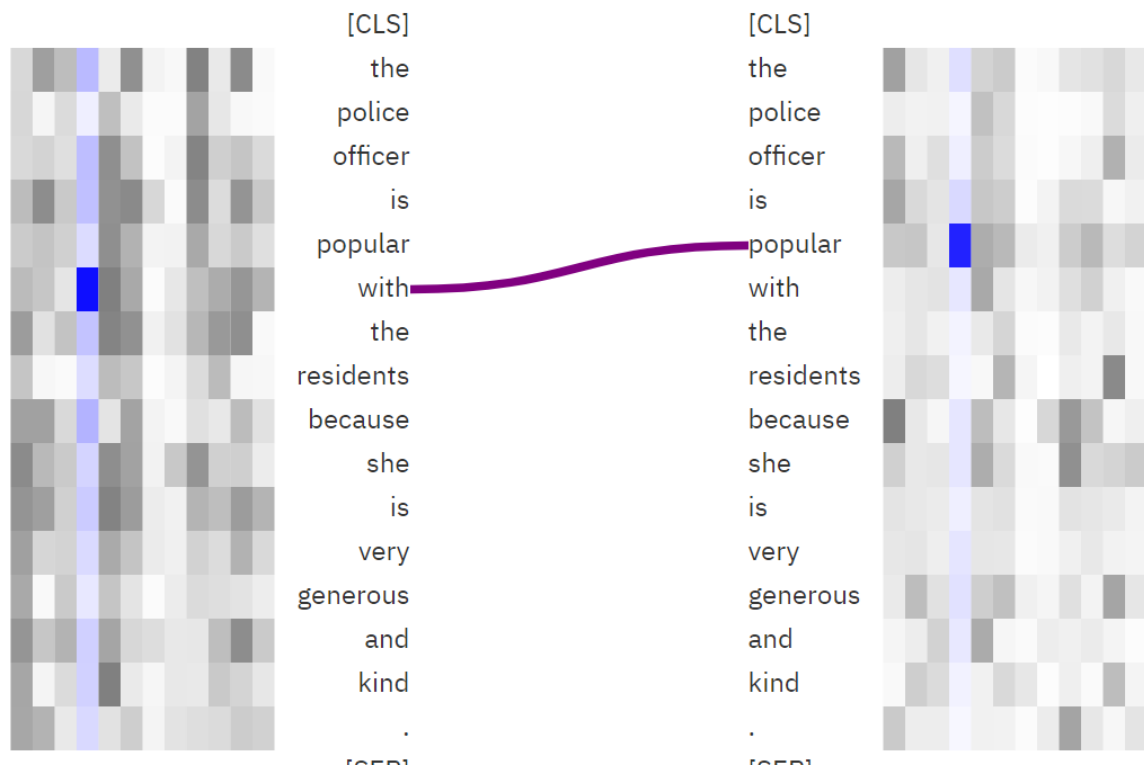 [CLS] [CLS]
the the
police police
officer officer
is is
popular popular
with with
the the
residents residents
because because
she she
is is
very very
generous generous
and and
kind kind
. .